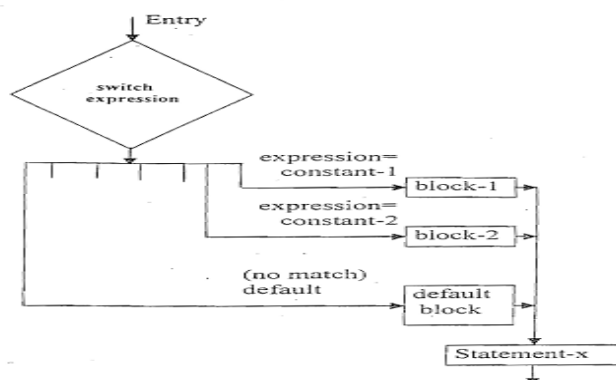 Entry
switch
expression
expression=
constant-1
block-1
expression=
constant-2
block-2
(no match)
default
default
block
Statement-x